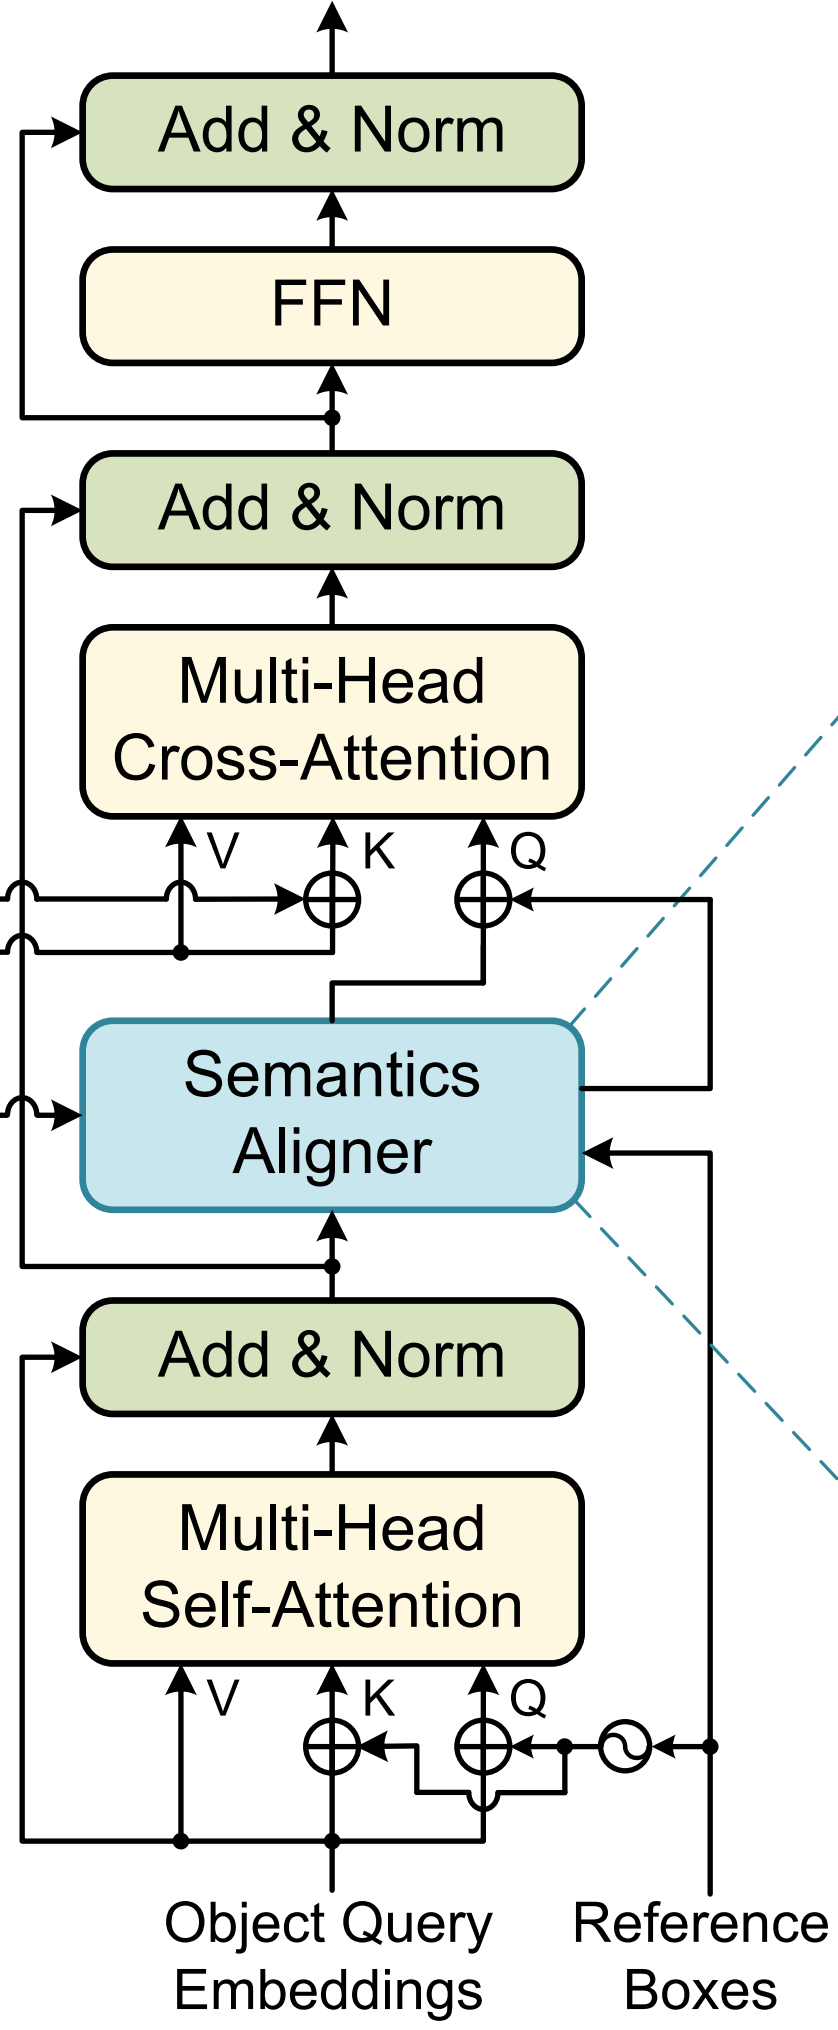 Add & Norm
FFN
Add & Norm
Multi-Head
Cross-Attention
V
K
Q
Semantics
Aligner
Add & Norm
Multi-Head
Self-Attention
V
K
Q
Object Query
Embeddings
Reference
Boxes